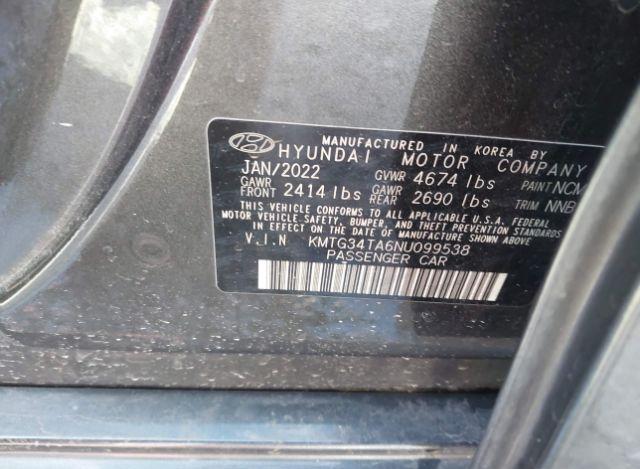 MANUFACTURED IN KOREA BY
HYUNDAI MOTOR COMPANY
JAN/2022 GVWR 4674 lbs PAINT NCM
GAWR FRONT 2414 lbs GAWR REAR 2690 lbs TRIM NNB
THIS VEHICLE CONFORMS TO ALL APPLICABLE U.S.A. FEDERAL
MOTOR VEHICLE SAFETY, BUMPER, AND THEFT PREVENTION STANDARDS
IN EFFECT ON THE DATE OF MANUFACTURE SHOWN ABOVE.
V.I.N KMTG34TA6NU099538
PASSENGER CAR